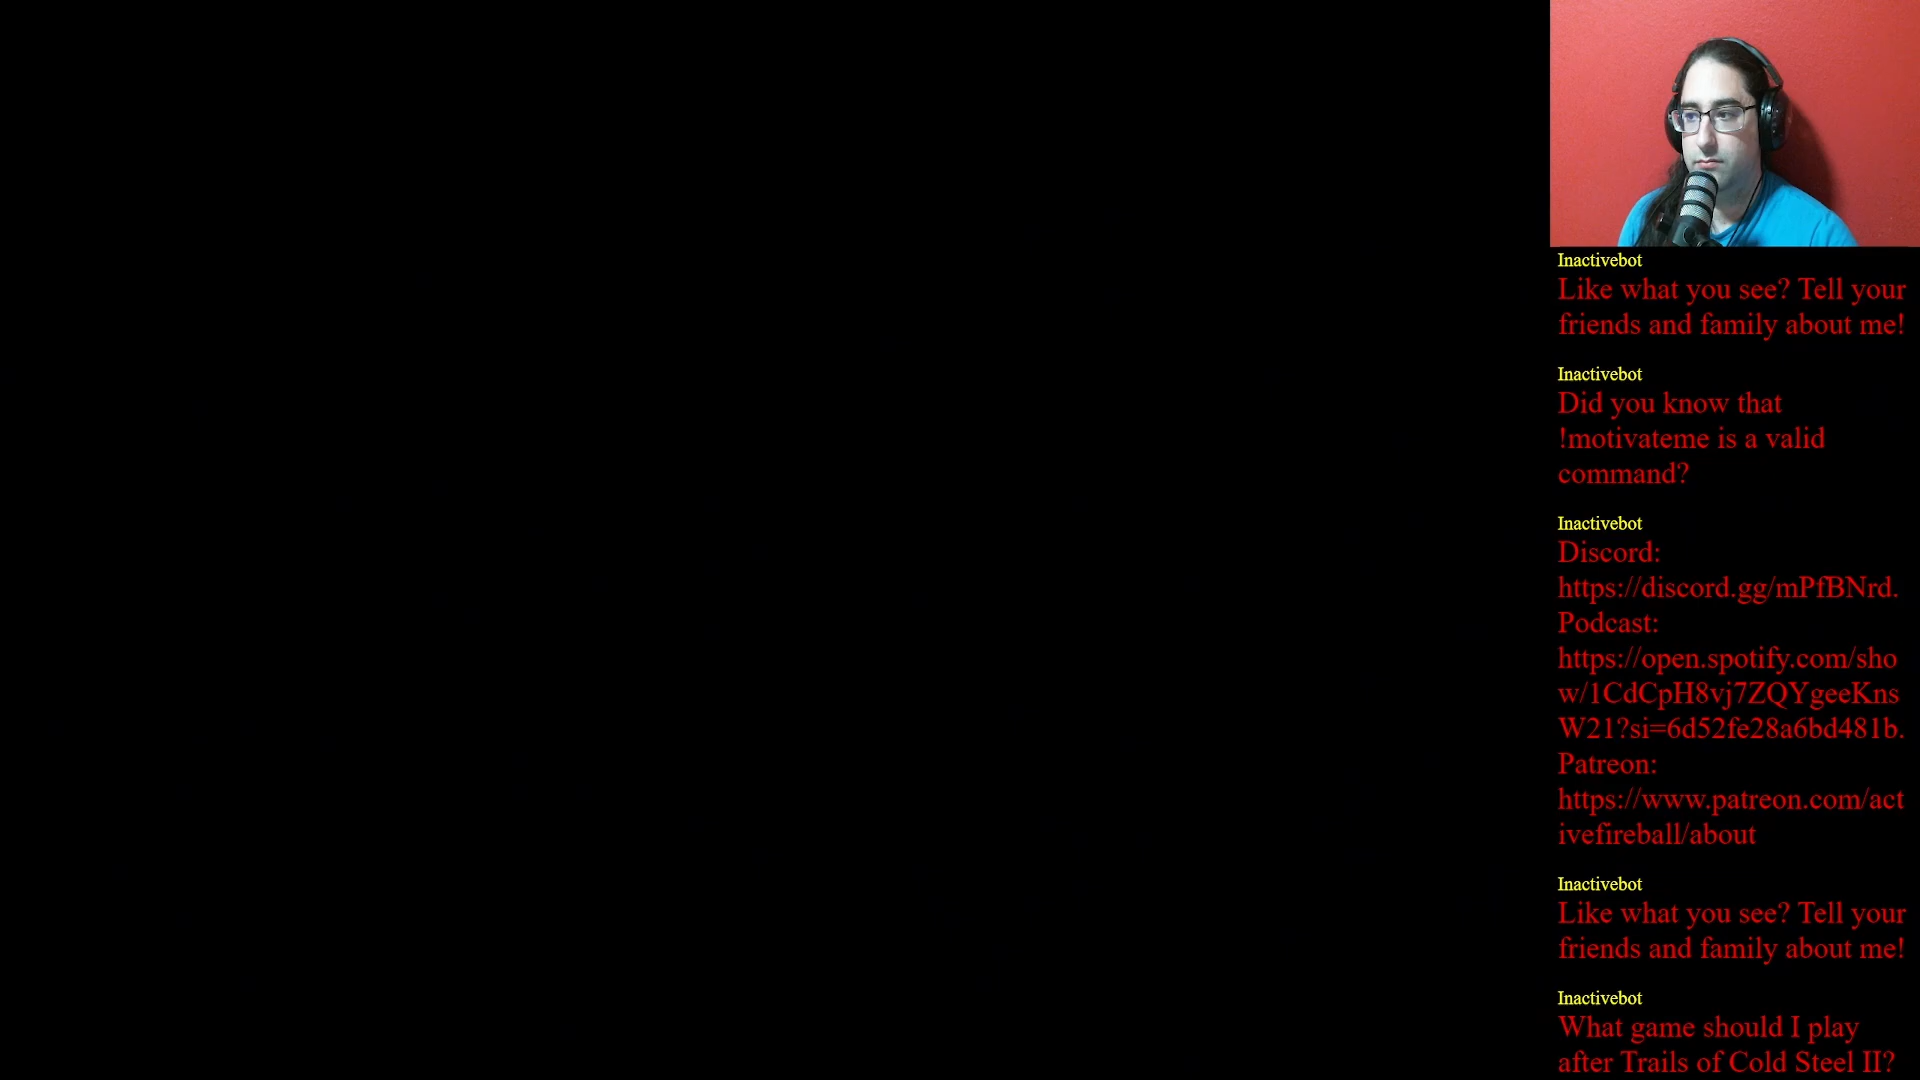 Inactivebot
Like what you see? Tell your
friends and family about me!
Inactivebot
Did you know that
!motivateme is a valid
command?
Inactivebot
Discord:
https://discord.gg/mPfBNrd.
Podcast:
https://open.spotify.com/sho
w/1CdCpH8vj7ZQYgeeKns
W21?si=6d52fe28a6bd481b.
Patreon:
https://www.patreon.com/act
ivefireball/about
Inactivebot
Like what you see? Tell your
friends and family about me!
Inactivebot
What game should I play
after Trails of Cold Steel II?